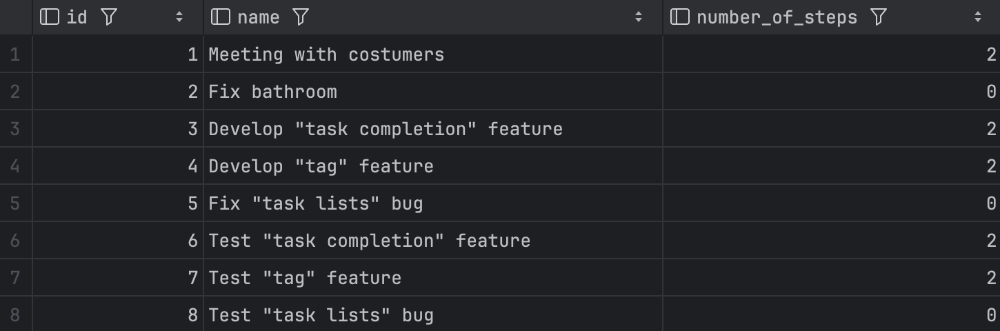 id name number_of_steps
1 1 Meeting with costumers 2
2 2 Fix bathroom 0
3 3 Develop "task completion" feature 2
4 4 Develop "tag" feature 2
5 5 Fix "task lists" bug 0
6 6 Test "task completion" feature 2
7 7 Test "tag" feature 2
8 8 Test "task lists" bug 0